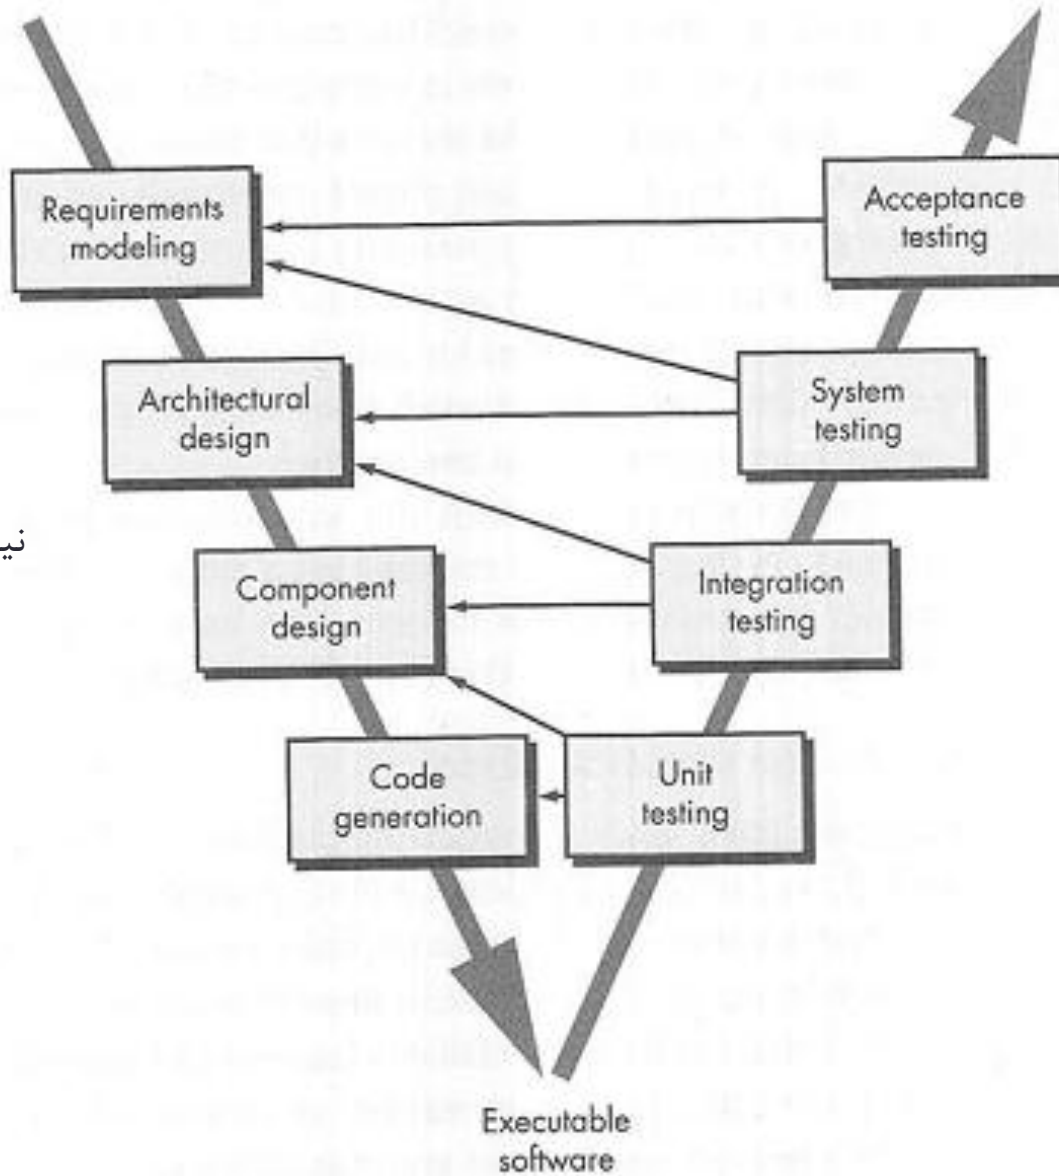 Requirements
modeling
Acceptance
testing
Architectural
design
System
testing
Component
design
Integration
testing
Code
generation
Unit
testing
Executable
software